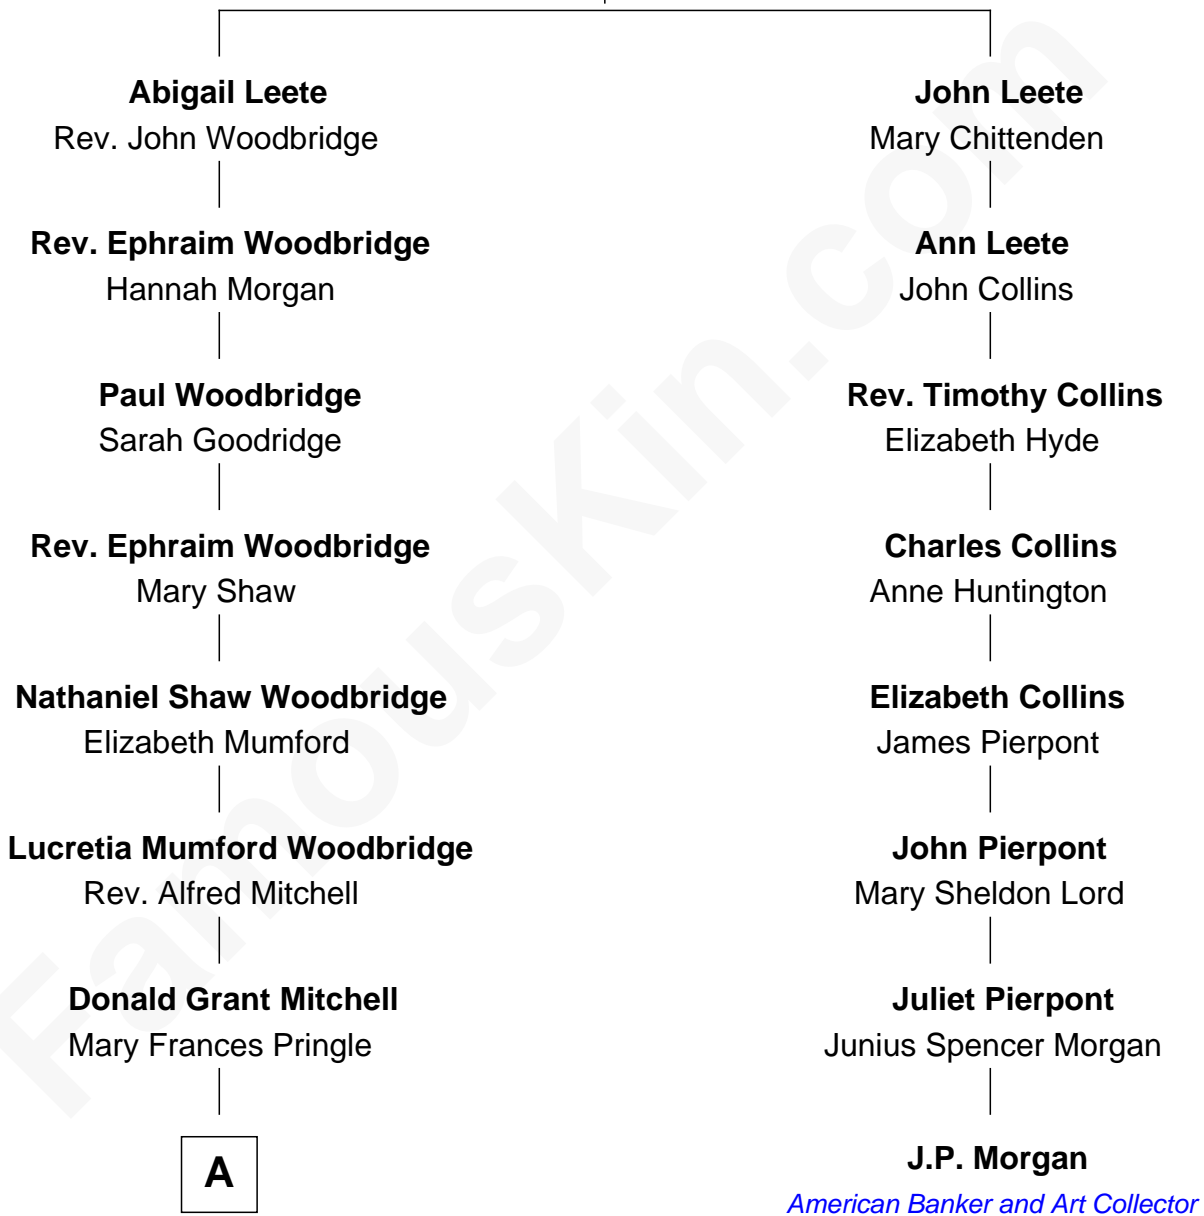 Abigail Leete
Rev. John Woodbridge
Rev. Ephraim Woodbridge
Hannah Morgan
Paul Woodbridge
Sarah Goodridge
Rev. Ephraim Woodbridge
Mary Shaw
Nathaniel Shaw Woodbridge
Elizabeth Mumford
Lucretia Mumford Woodbridge
Rev. Alfred Mitchell
Donald Grant Mitchell
Mary Frances Pringle
A
John Leete
Mary Chittenden
Ann Leete
John Collins
Rev. Timothy Collins
Elizabeth Hyde
Charles Collins
Anne Huntington
Elizabeth Collins
James Pierpont
John Pierpont
Mary Sheldon Lord
Juliet Pierpont
Junius Spencer Morgan
J.P. Morgan
American Banker and Art Collector
FamousKin.com